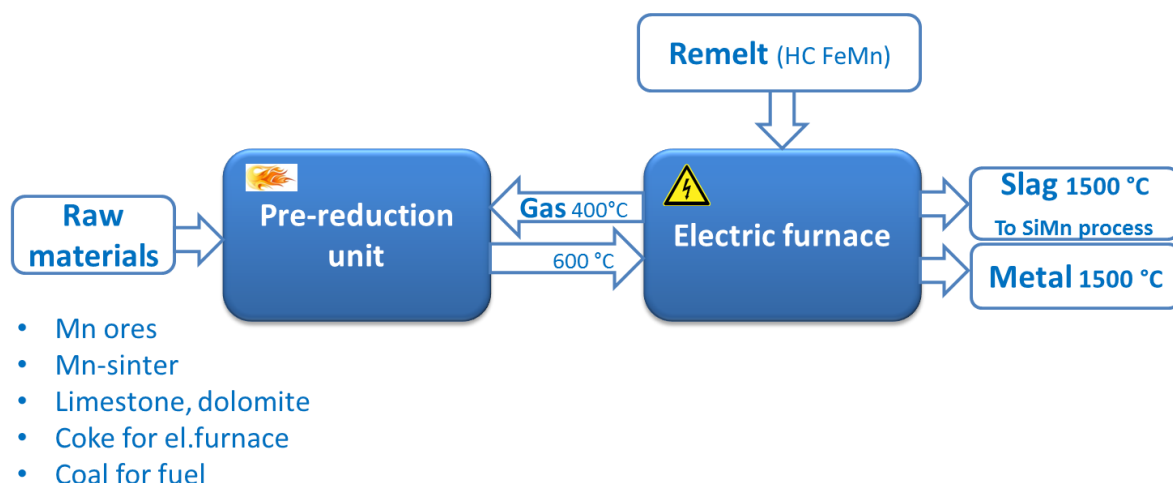 Remelt (HC FeMn)
Raw
materials
Pre-reduction
unit
Gas 400°C
600 °C
Electric furnace
Slag 1500 °C
To SiMn process
Metal 1500 °C
• Mn ores
• Mn-sinter
• Limestone, dolomite
• Coke for el.furnace
• Coal for fuel